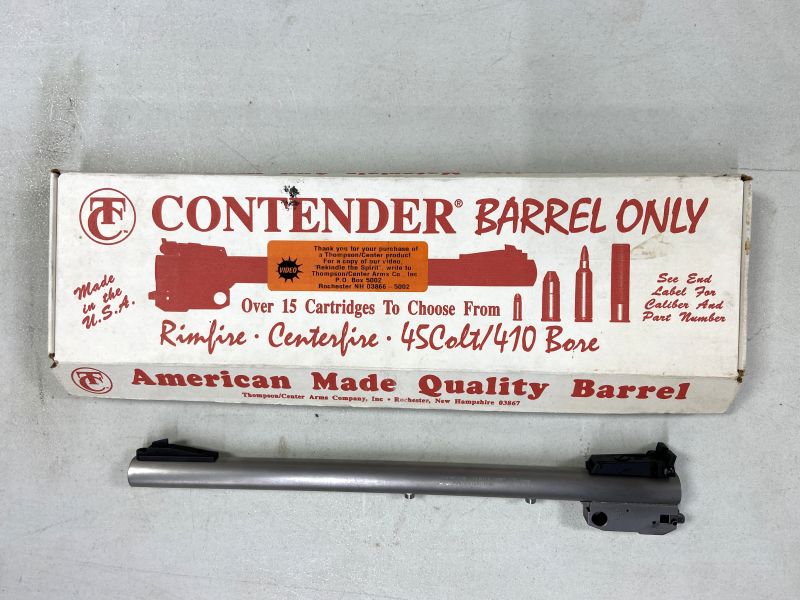 TC CONTENDER® BARREL ONLY
Made
in the
U.S.A.
Thank you for your purchase of
a Thompson/Center product
For a copy of our video,
"Rekindle the Spirit", write to
Thompson/Center Arms Co., Inc
P.O. Box 5002
Rochester NH 03866 - 5002
VIDEO
Over 15 Cartridges To Choose From
Rimfire · Centerfire · 45Colt/410 Bore
See End
Label For
Caliber And
Part Number
TC American Made Quality Barrel
Thompson/Center Arms Company, Inc · Rochester, New Hampshire 03867